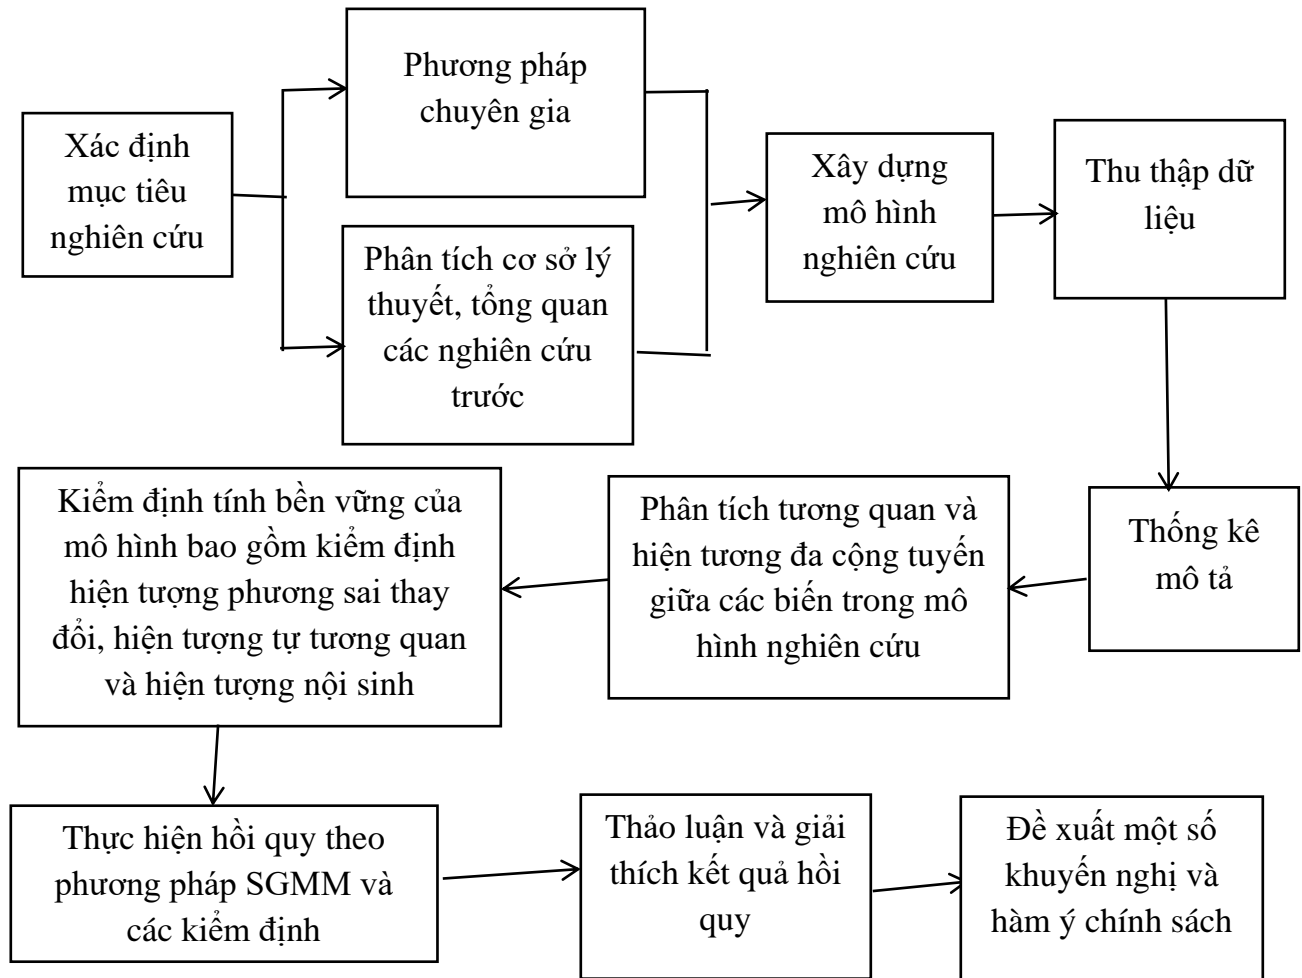 Xác định
mục tiêu
nghiên cứu
Phương pháp
chuyên gia
Phân tích cơ sở lý
thuyết, tổng quan
các nghiên cứu
trước
Xây dựng
mô hình
nghiên cứu
Thu thập dữ
liệu
Thống kê
mô tả
Phân tích tương quan và
hiện tương đa cộng tuyến
giữa các biến trong mô
hình nghiên cứu
Kiểm định tính bền vững của
mô hình bao gồm kiểm định
hiện tượng phương sai thay
đổi, hiện tượng tự tương quan
và hiện tượng nội sinh
Thực hiện hồi quy theo
phương pháp SGMM và
các kiểm định
Thảo luận và giải
thích kết quả hồi
quy
Đề xuất một số
khuyến nghị và
hàm ý chính sách